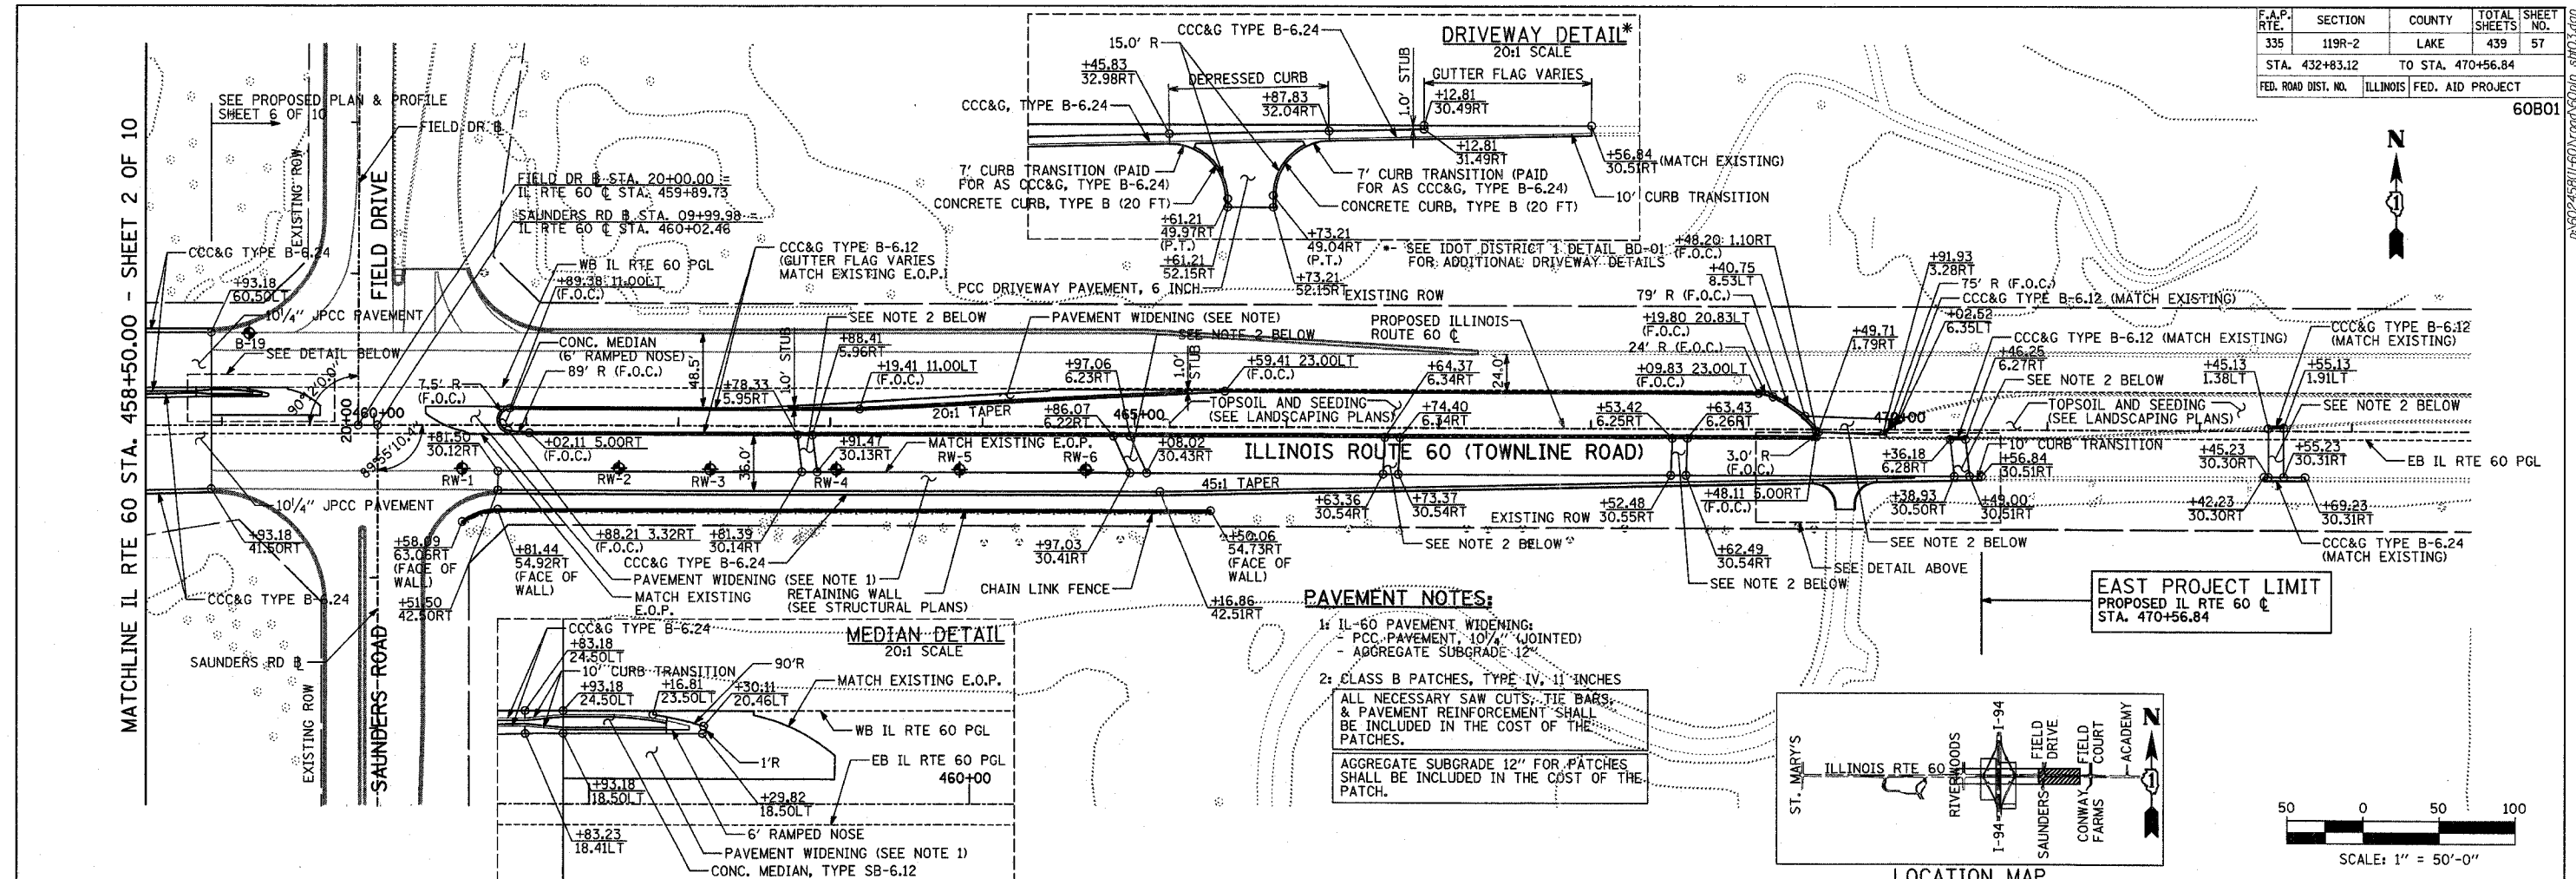 F.A.P. RTE.
SECTION
COUNTY
TOTAL SHEETS
SHEET NO.
335
119R-2
LAKE
439
57
STA. 432+83.12 TO STA. 470+56.84
FED. ROAD DIST. NO.
ILLINOIS
FED. AID PROJECT
60B01
MATCHLINE IL RTE 60 STA. 458+50.00 - SHEET 2 OF 10
SEE PROPOSED PLAN & PROFILE
SHEET 6 OF 10
EXISTING ROW
FIELD DR ℄
FIELD DRIVE
FIELD DR B STA. 20+00.00 =
IL RTE 60 ℄ STA. 459+89.73
SAUNDERS RD B STA. 09+99.98 =
IL RTE 60 ℄ STA. 460+02.46
CCC&G TYPE B-6.24
+93.18
60.50LT
10¼" JPCC PAVEMENT
B-19
SEE DETAIL BELOW
90°12'0.0"
20+00
460+00
89°55'10.4"
WB IL RTE 60 PGL
+89.38 11.00LT
(F.O.C.)
CONC. MEDIAN
(6' RAMPED NOSE)
89' R (F.O.C.)
7.5' R
(F.O.C.)
CCC&G TYPE B-6.12
(GUTTER FLAG VARIES
MATCH EXISTING E.O.P.)
48.5'
1.0' STUB
+78.33
5.95RT
SEE NOTE 2 BELOW
+88.41
5.96RT
+19.41 11.00LT
(F.O.C.)
PAVEMENT WIDENING (SEE NOTE)
SEE NOTE 2 BELOW
+97.06
6.23RT
1.0' STUB
+59.41 23.00LT
(F.O.C.)
20:1 TAPER
+86.07
6.22RT
465+00
TOPSOIL AND SEEDING
(SEE LANDSCAPING PLANS)
PROPOSED ILLINOIS
ROUTE 60 ℄
+64.37
6.34RT
+74.40
6.34RT
24.0'
EXISTING ROW
DRIVEWAY DETAIL*
20:1 SCALE
CCC&G TYPE B-6.24
15.0' R
+45.83
32.98RT
DEPRESSED CURB
1.0' STUB
GUTTER FLAG VARIES
+87.83
32.04RT
+12.81
30.49RT
CCC&G, TYPE B-6.24
+12.81
31.49RT
+56.84
30.51RT
(MATCH EXISTING)
7' CURB TRANSITION (PAID
FOR AS CCC&G, TYPE B-6.24)
7' CURB TRANSITION (PAID
FOR AS CCC&G, TYPE B-6.24)
10' CURB TRANSITION
CONCRETE CURB, TYPE B (20 FT)
CONCRETE CURB, TYPE B (20 FT)
+61.21
49.97RT
(P.T.)
+73.21
49.04RT
(P.T.)
+61.21
52.15RT
+73.21
52.15RT
PCC DRIVEWAY PAVEMENT, 6 INCH
*- SEE IDOT DISTRICT 1 DETAIL BD-01
FOR ADDITIONAL DRIVEWAY DETAILS
+48.20 1.10RT
(F.O.C.)
+40.75
8.53LT
79' R (F.O.C.)
+19.80 20.83LT
(F.O.C.)
24' R (F.O.C.)
+09.83 23.00LT
(F.O.C.)
+49.71
1.79RT
+91.93
3.28RT
75' R (F.O.C.)
CCC&G TYPE B-6.12 (MATCH EXISTING)
+02.52
6.35LT
CCC&G TYPE B-6.12 (MATCH EXISTING)
+46.25
6.27RT
SEE NOTE 2 BELOW
+45.13
1.38LT
CCC&G TYPE B-6.12
(MATCH EXISTING)
+55.13
1.91LT
SEE NOTE 2 BELOW
470+00
TOPSOIL AND SEEDING
(SEE LANDSCAPING PLANS)
10' CURB TRANSITION
+56.84
30.51RT
+45.23
30.30RT
+55.23
30.31RT
EB IL RTE 60 PGL
+53.42
6.25RT
+63.43
6.26RT
3.0' R
(F.O.C.)
+36.18
6.28RT
+81.50
30.12RT
+02.11 5.00RT
(F.O.C.)
36.0'
+91.47
30.13RT
MATCH EXISTING E.O.P.
+08.02
30.43RT
ILLINOIS ROUTE 60 (TOWNLINE ROAD)
RW-1
RW-2
RW-3
RW-4
RW-5
RW-6
45:1 TAPER
+63.36
30.54RT
+73.37
30.54RT
+52.48
30.55RT
+48.11 5.00RT
(F.O.C.)
+38.93
30.50RT
+49.00
30.51RT
+42.23
30.30RT
+69.23
30.31RT
EXISTING ROW
10¼" JPCC PAVEMENT
+93.18
41.50RT
CCC&G TYPE B-6.24
+58.09
63.06RT
(FACE OF
WALL)
+81.44
54.92RT
(FACE OF
WALL)
+51.50
42.50RT
+88.21 3.32RT
(F.O.C.)
+81.39
30.14RT
CCC&G TYPE B-6.24
PAVEMENT WIDENING (SEE NOTE 1)
MATCH EXISTING
E.O.P.
RETAINING WALL
(SEE STRUCTURAL PLANS)
CHAIN LINK FENCE
+97.03
30.41RT
+50.06
54.73RT
(FACE OF
WALL)
+16.86
42.51RT
SEE NOTE 2 BELOW
+62.49
30.54RT
SEE NOTE 2 BELOW
SEE DETAIL ABOVE
SEE NOTE 2 BELOW
CCC&G TYPE B-6.24
(MATCH EXISTING)
EAST PROJECT LIMIT
PROPOSED IL RTE 60 ℄
STA. 470+56.84
SAUNDERS RD B
SAUNDERS ROAD
EXISTING ROW
MEDIAN DETAIL
20:1 SCALE
CCC&G TYPE B-6.24
+83.18
24.50LT
10' CURB TRANSITION
+93.18
24.50LT
+16.81
23.50LT
+30.11
20.46LT
90'R
MATCH EXISTING E.O.P.
WB IL RTE 60 PGL
1'R
EB IL RTE 60 PGL
460+00
+93.18
18.50LT
+29.82
18.50LT
+83.23
18.41LT
6' RAMPED NOSE
PAVEMENT WIDENING (SEE NOTE 1)
CONC. MEDIAN, TYPE SB-6.12
PAVEMENT NOTES:
1: IL-60 PAVEMENT WIDENING:
- PCC PAVEMENT, 10¼" (JOINTED)
- AGGREGATE SUBGRADE 12"
2: CLASS B PATCHES, TYPE IV, 11 INCHES
ALL NECESSARY SAW CUTS, TIE BARS,
& PAVEMENT REINFORCEMENT SHALL
BE INCLUDED IN THE COST OF THE
PATCHES.
AGGREGATE SUBGRADE 12" FOR PATCHES
SHALL BE INCLUDED IN THE COST OF THE
PATCH.
N
ST. MARY'S
ILLINOIS RTE 60
RIVERWOODS
I-94
I-94
SAUNDERS
FIELD
DRIVE
CONWAY
FARMS
FIELD
COURT
ACADEMY
N
LOCATION MAP
50 0 50 100
SCALE: 1" = 50'-0"